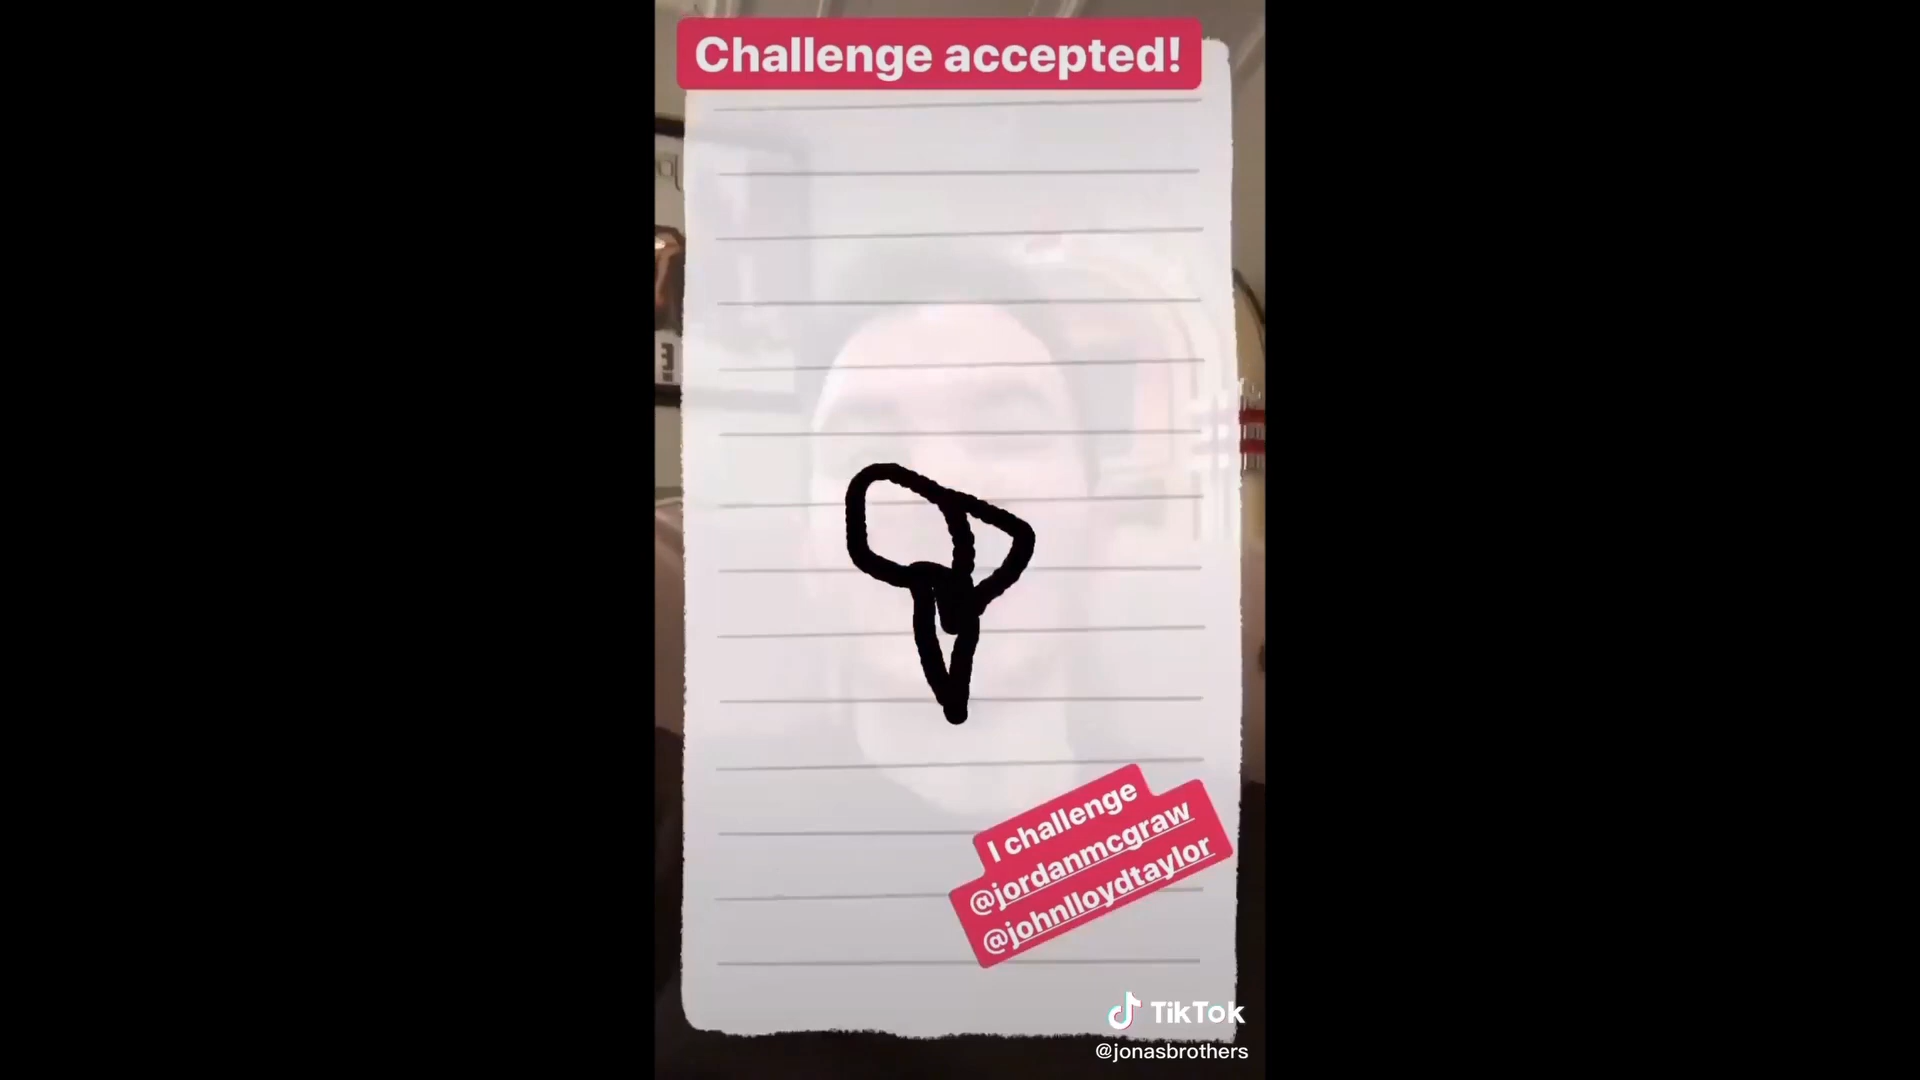 Challenge accepted!
I challenge
@jordanmcgraw
@johnlloydtaylor
TikTok
@jonasbrothers